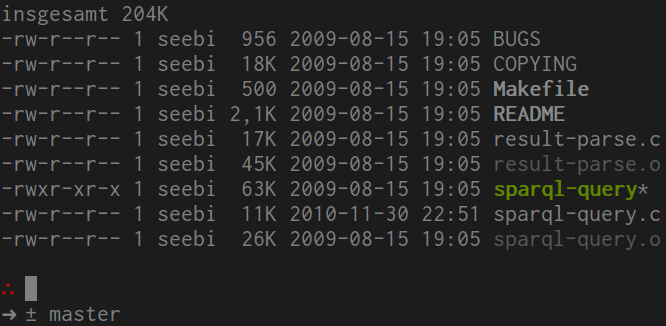 insgesamt 204K
-rw-r--r-- 1 seebi  956 2009-08-15 19:05 BUGS
-rw-r--r-- 1 seebi  18K 2009-08-15 19:05 COPYING
-rw-r--r-- 1 seebi  500 2009-08-15 19:05 Makefile
-rw-r--r-- 1 seebi 2,1K 2009-08-15 19:05 README
-rw-r--r-- 1 seebi  17K 2009-08-15 19:05 result-parse.c
-rw-r--r-- 1 seebi  45K 2009-08-15 19:05 result-parse.o
-rwxr-xr-x 1 seebi  63K 2009-08-15 19:05 sparql-query*
-rw-r--r-- 1 seebi  11K 2010-11-30 22:51 sparql-query.c
-rw-r--r-- 1 seebi  26K 2009-08-15 19:05 sparql-query.o
∴
➜ ± master